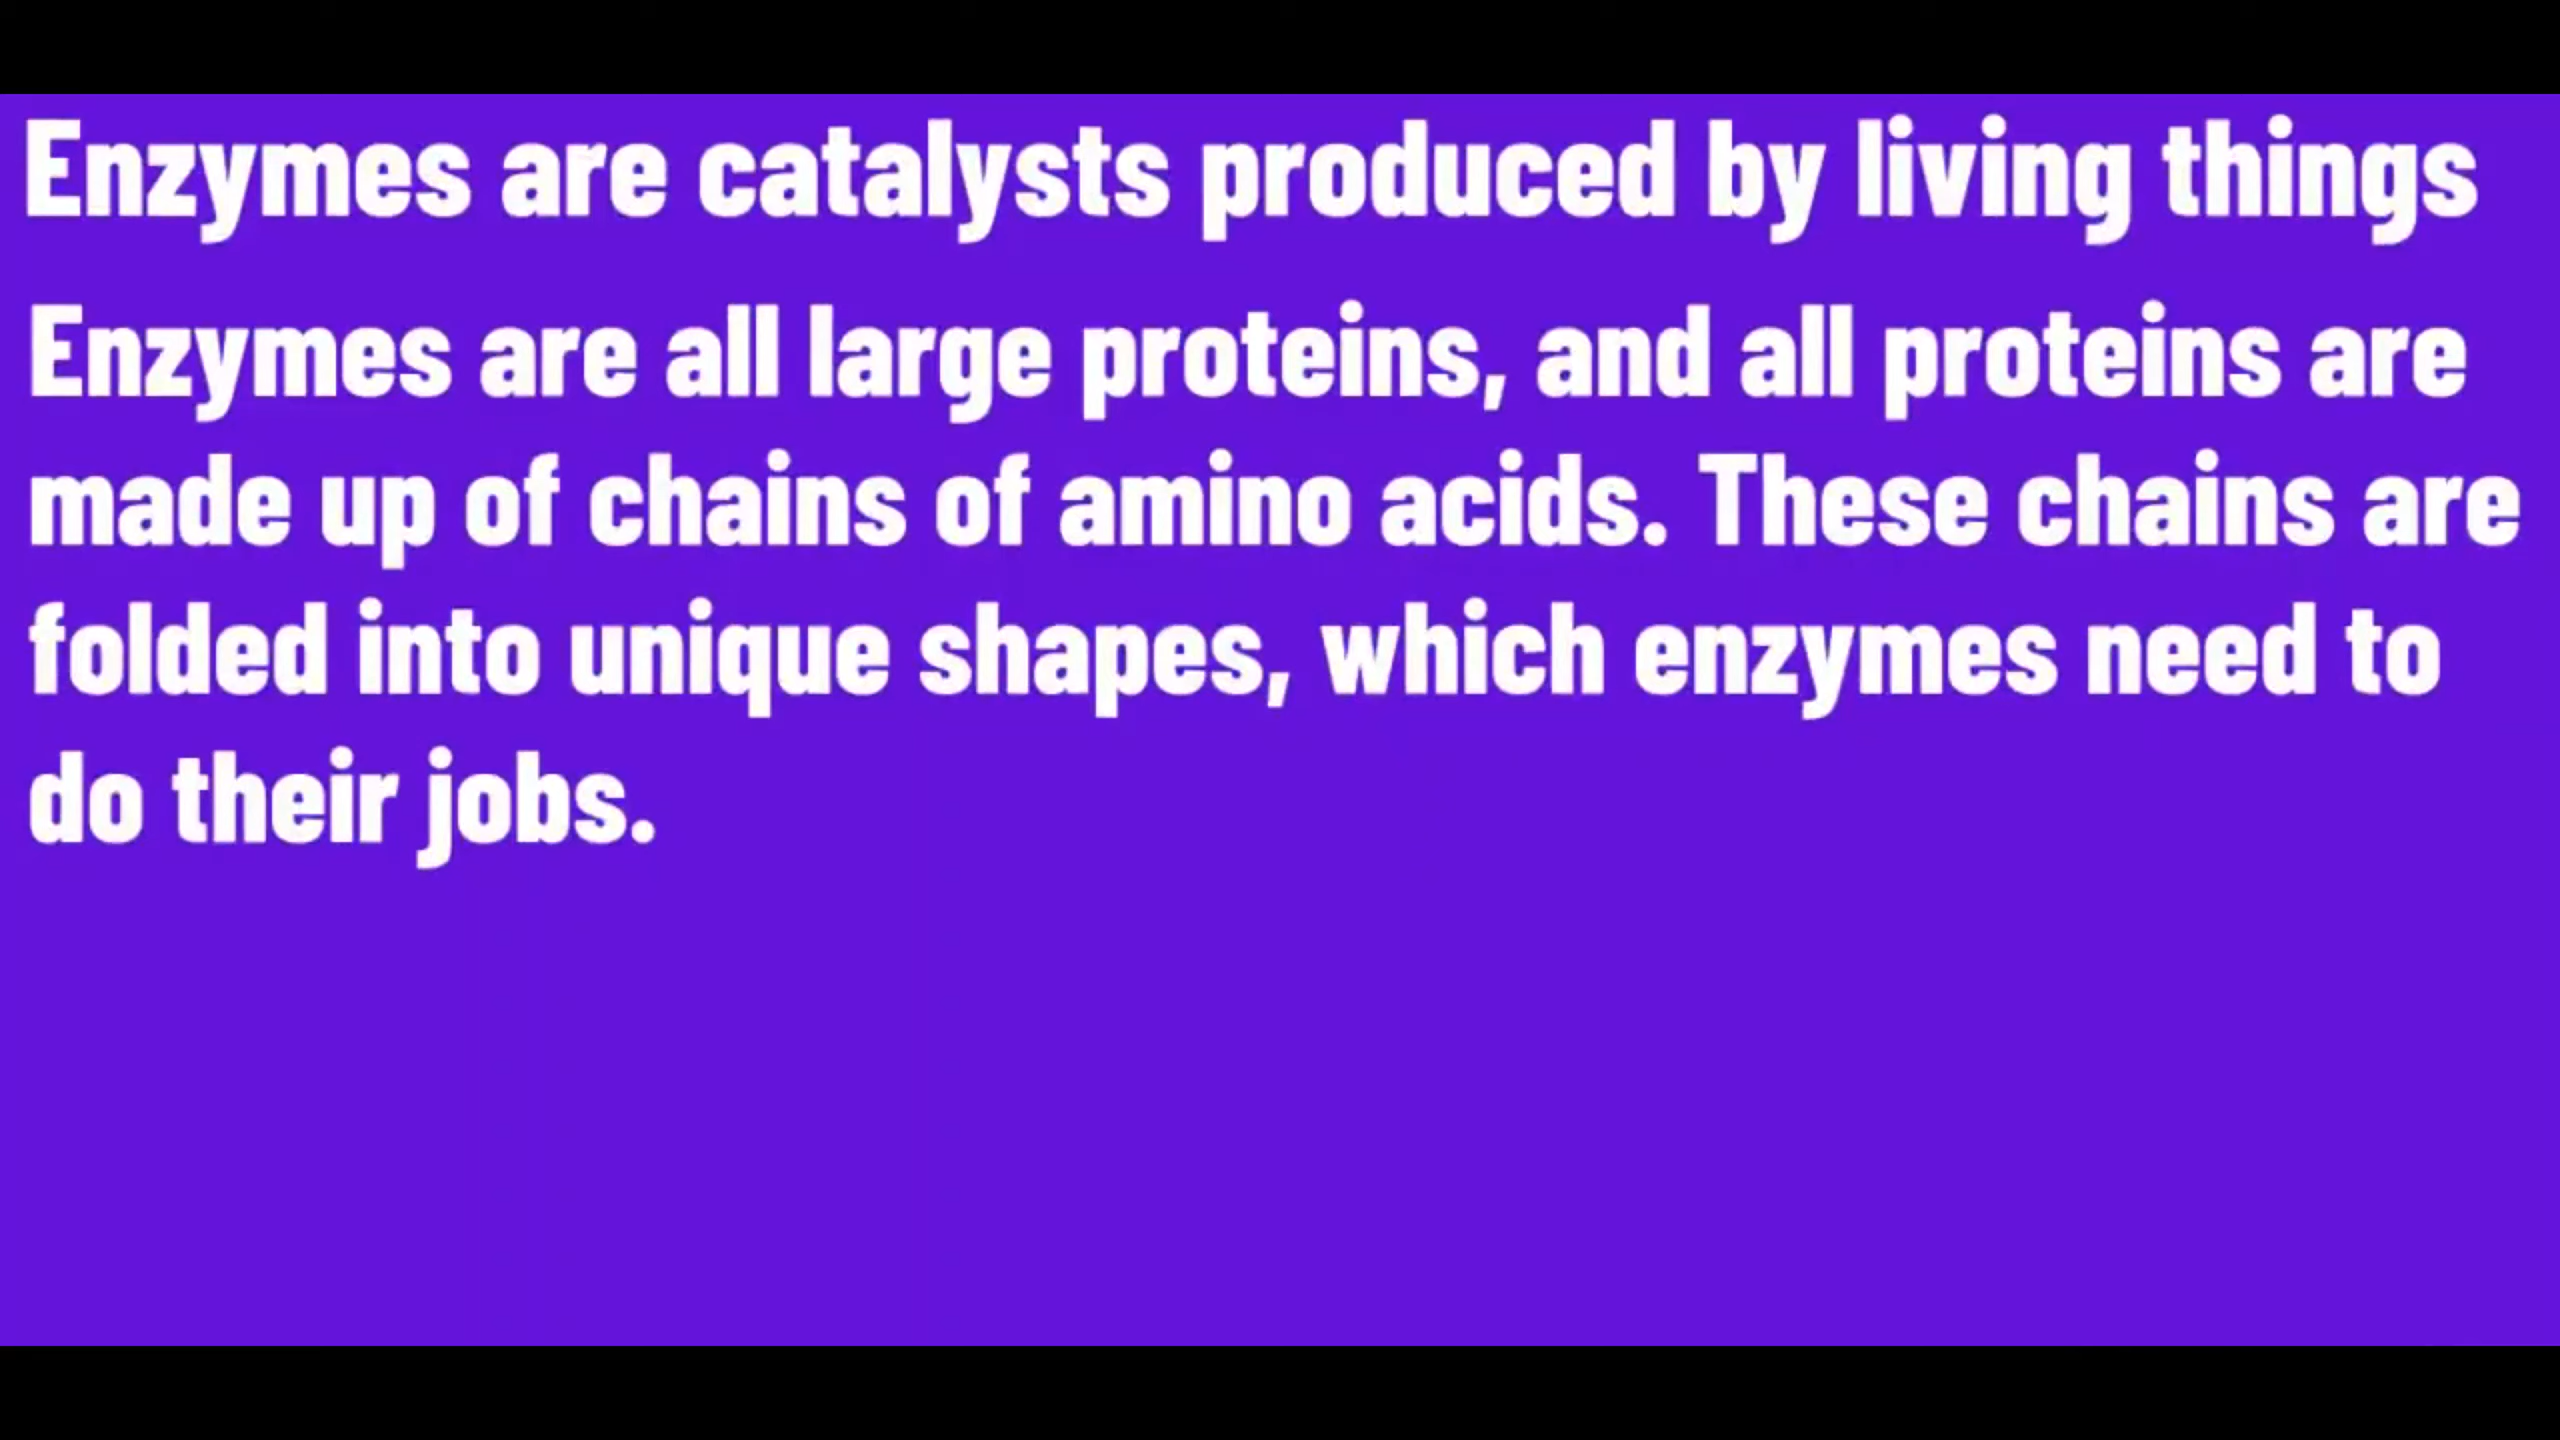 Enzymes are catalysts produced by living things
Enzymes are all large proteins, and all proteins are
made up of chains of amino acids. These chains are
folded into unique shapes, which enzymes need to
do their jobs.